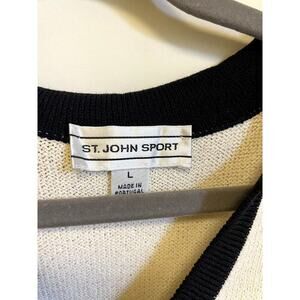 ST. JOHN SPORT
L
MADE IN
PORTUGAL